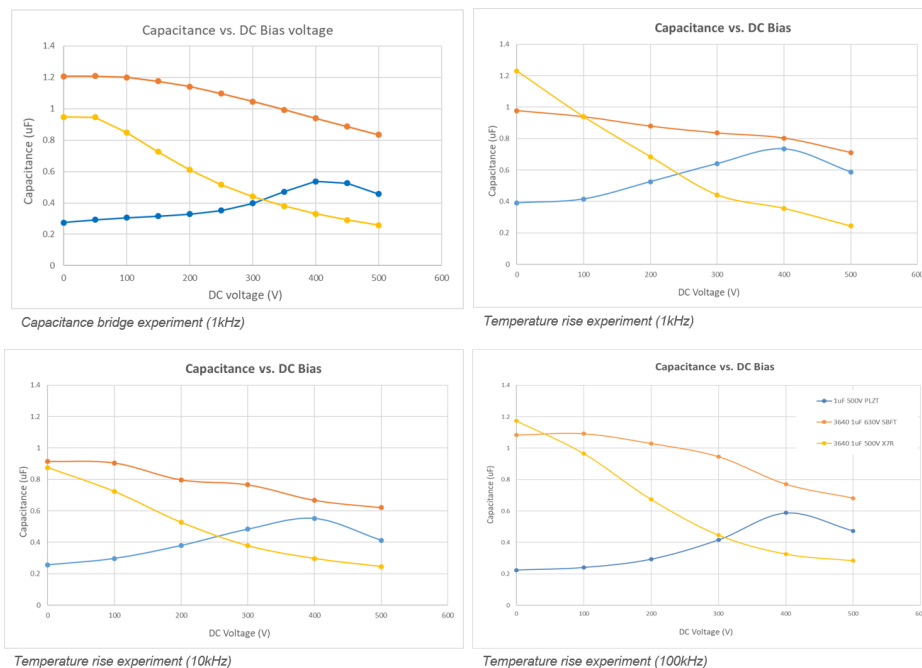 Capacitance vs. DC Bias voltage
1.4
1.2
1
0.8
0.6
0.4
0.2
0
Capacitance (uF)
0 100 200 300 400 500 600
DC voltage (V)
Capacitance bridge experiment (1kHz)
Capacitance vs. DC Bias
1.4
1.2
1
0.8
0.6
0.4
0.2
0
Capacitance (uF)
0 100 200 300 400 500 600
DC Voltage (V)
Temperature rise experiment (1kHz)
Capacitance vs. DC Bias
1.4
1.2
1
0.8
0.6
0.4
0.2
0
Capacitance (uF)
0 100 200 300 400 500 600
DC Voltage (V)
Temperature rise experiment (10kHz)
Capacitance vs. DC Bias
1.4
1.2
1
0.8
0.6
0.4
0.2
0
Capacitance (uF)
1uF 500V PLZT
3640 1uF 630V SBFT
3640 1uF 500V X7R
0 100 200 300 400 500 600
DC Voltage (V)
Temperature rise experiment (100kHz)